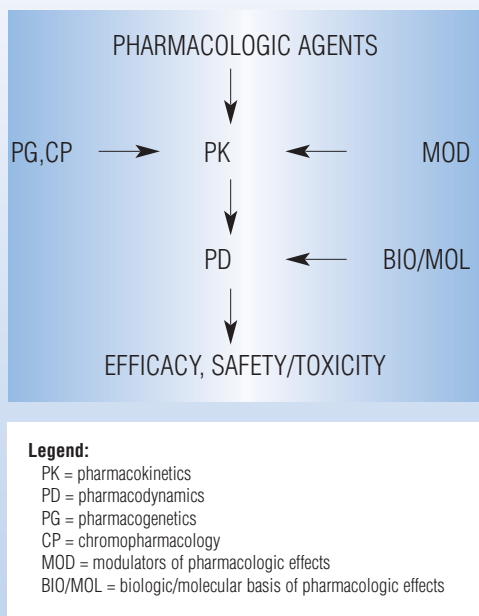 PHARMACOLOGIC AGENTS
PG,CP PK MOD
PD BIO/MOL
EFFICACY, SAFETY/TOXICITY
Legend:
PK = pharmacokinetics
PD = pharmacodynamics
PG = pharmacogenetics
CP = chromopharmacology
MOD = modulators of pharmacologic effects
BIO/MOL = biologic/molecular basis of pharmacologic effects